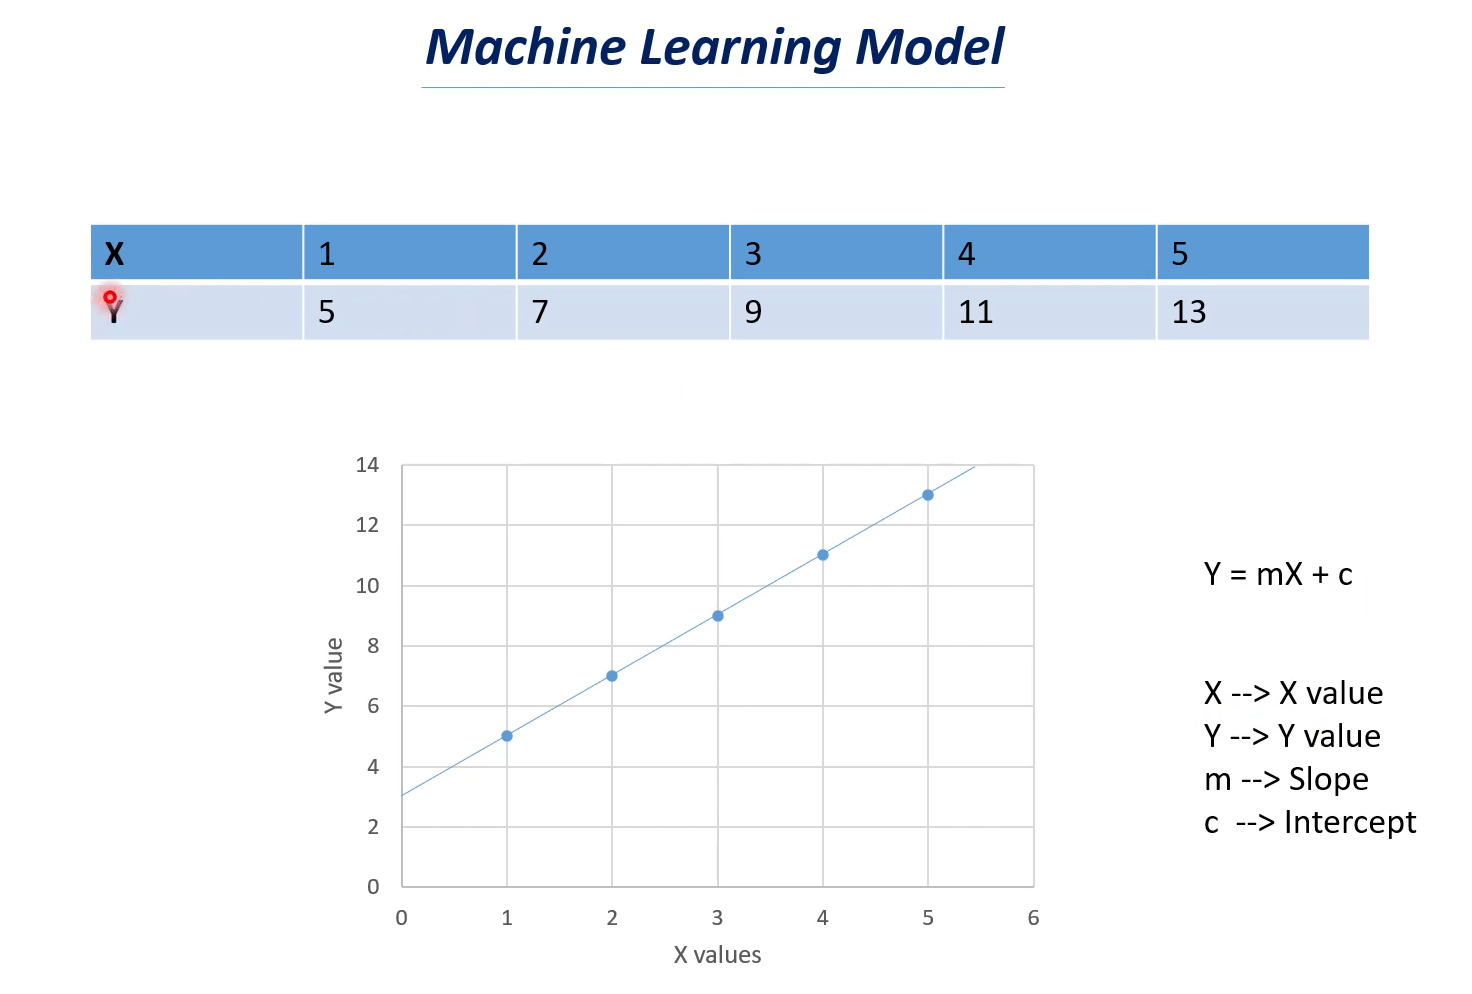 Machine Learning Model
X 1 2 3 4 5
Y 5 7 9 11 13
14
12
10
8
6
4
2
0
Y value
0 1 2 3 4 5 6
X values
Y = mX + c
X --> X value
Y --> Y value
m --> Slope
c --> Intercept